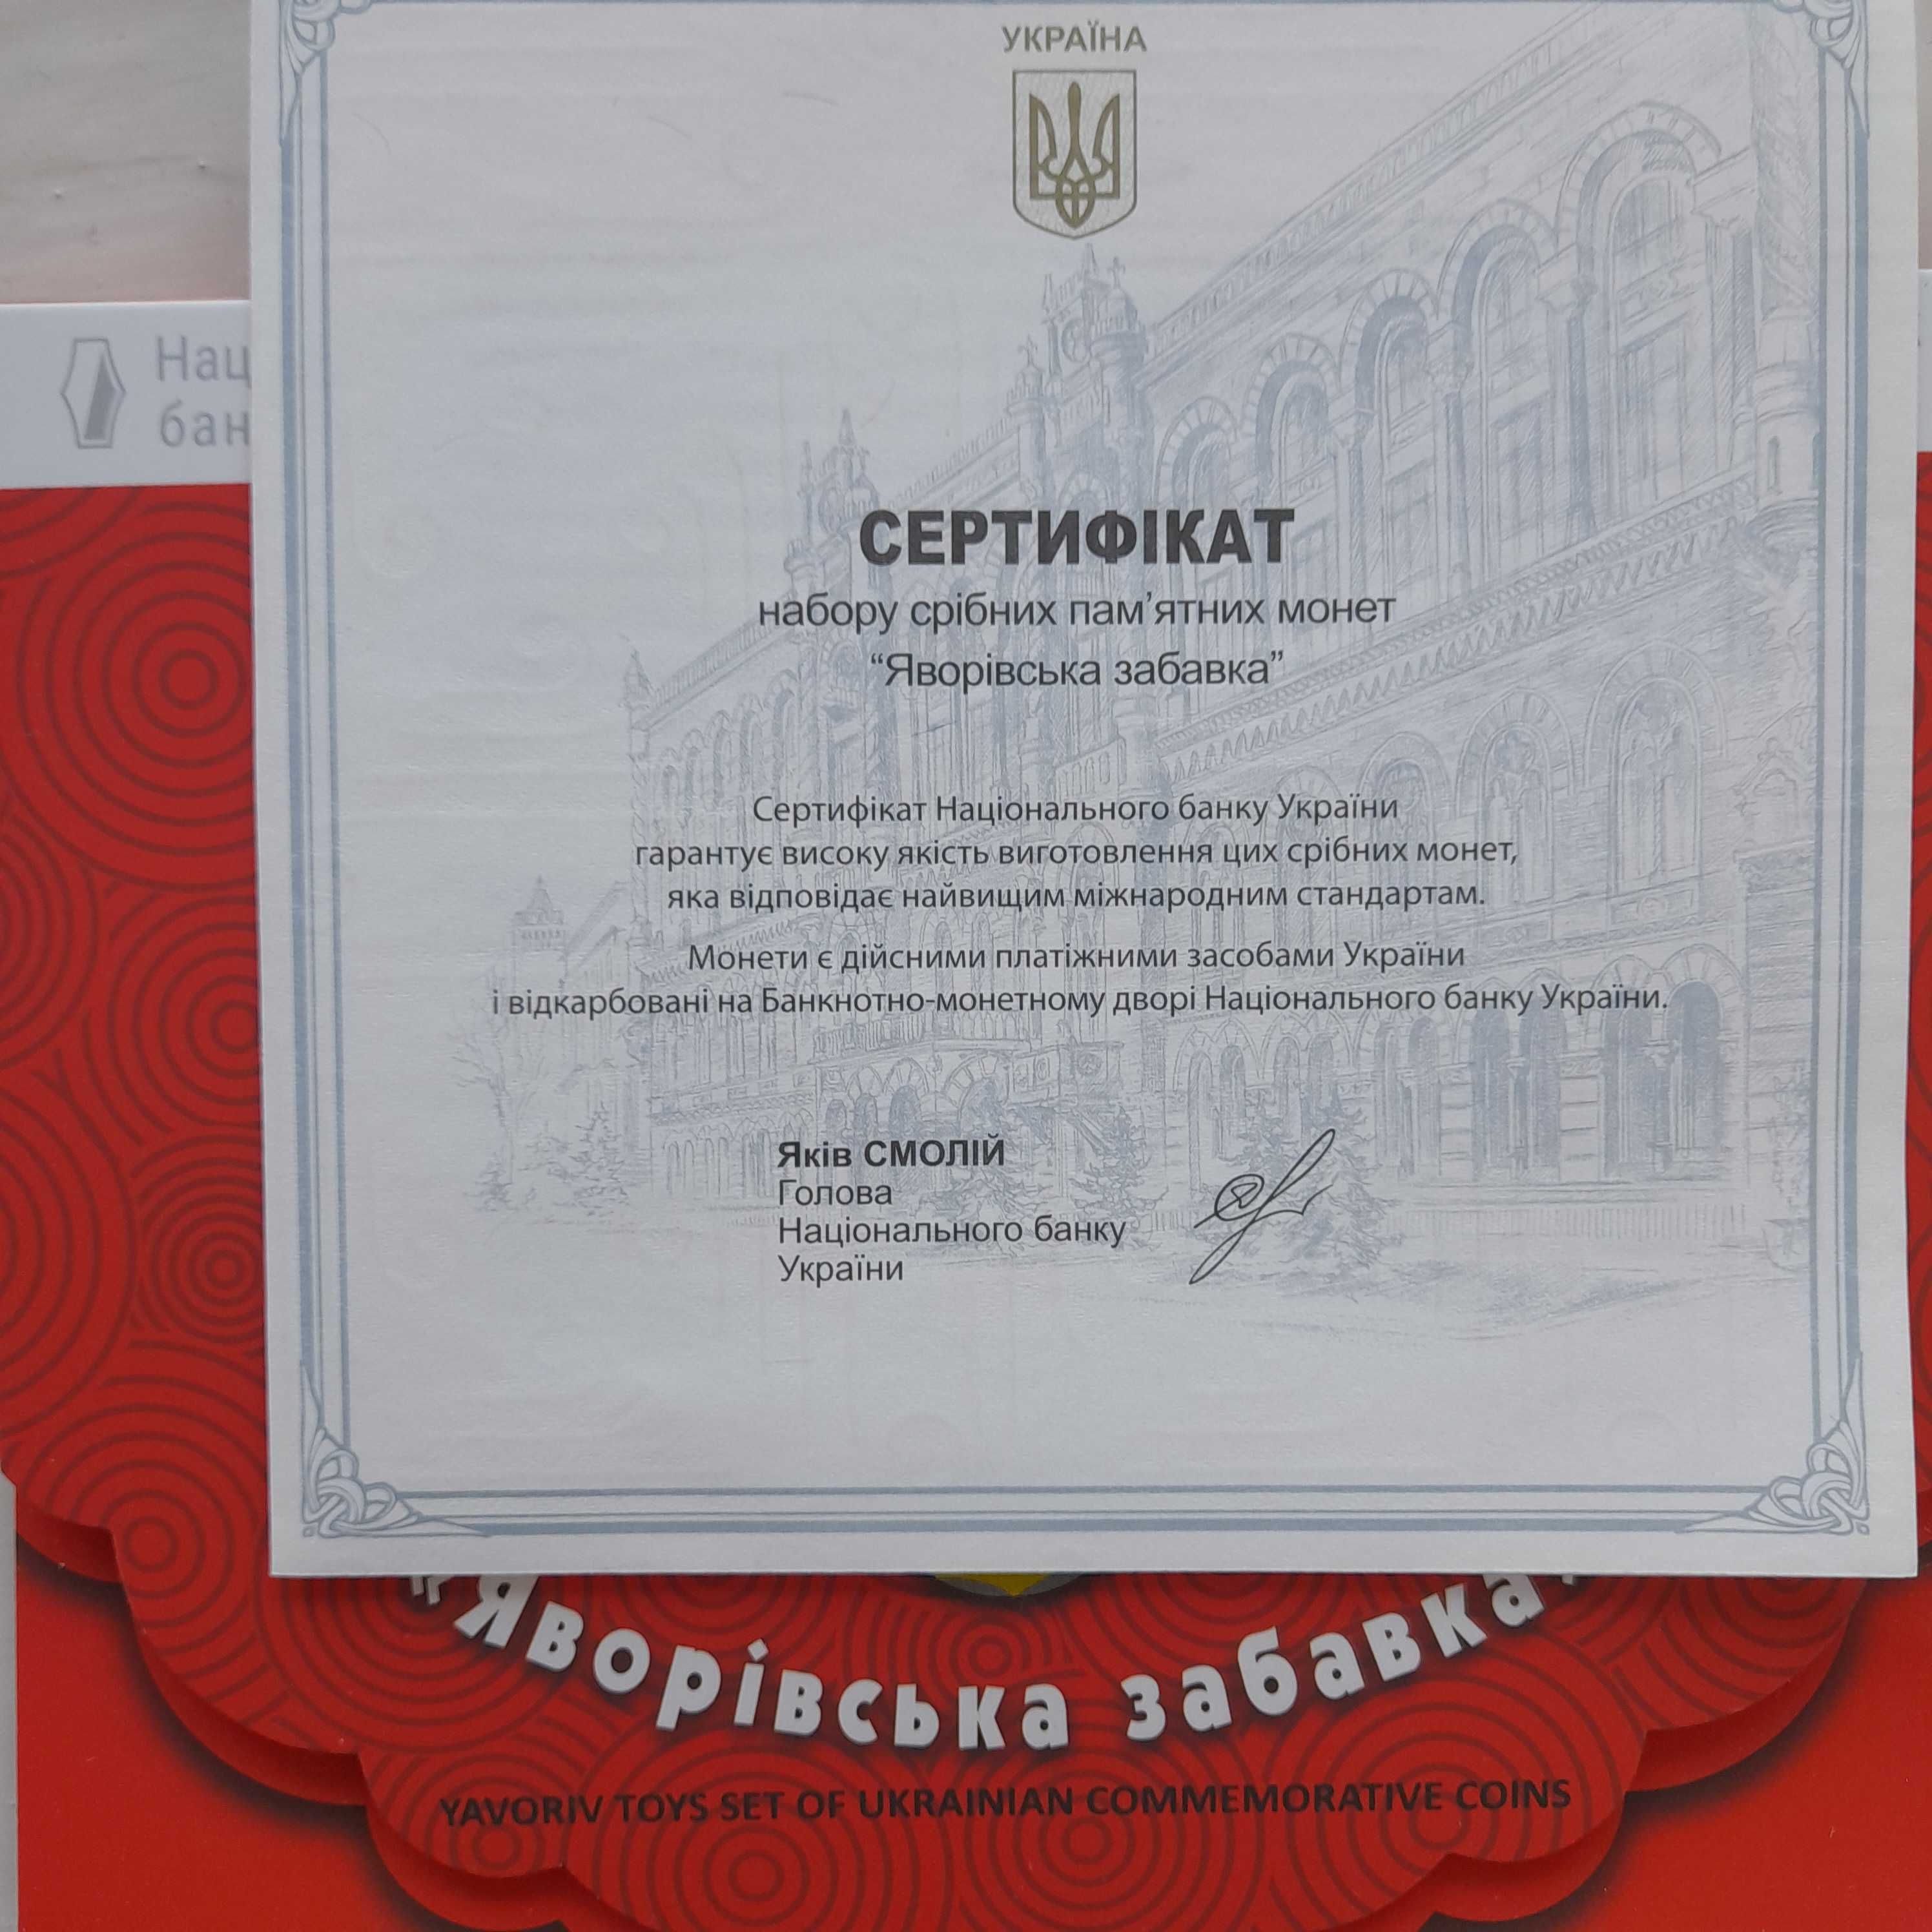 УКРАЇНА
Нац
бан
СЕРТИФІКАТ
набору срібних пам’ятних монет
“Яворівська забавка”
Сертифікат Національного банку України
гарантує високу якість виготовлення цих срібних монет,
яка відповідає найвищим міжнародним стандартам.
Монети є дійсними платіжними засобами України
і відкарбовані на Банкнотно-монетному дворі Національного банку України.
Яків СМОЛІЙ
Голова
Національного банку
України
„Яворівська забавка”
YAVORIV TOYS SET OF UKRAINIAN COMMEMORATIVE COINS